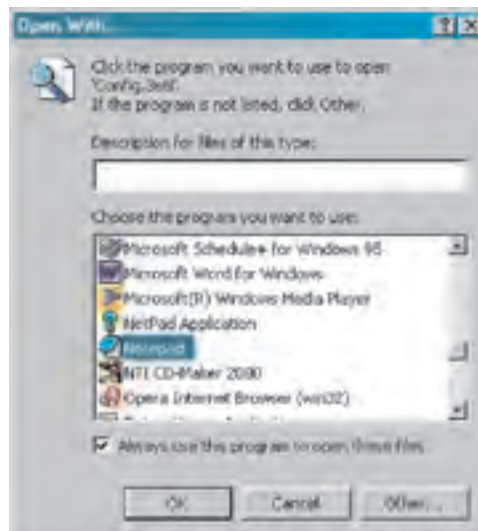 Open With...
Click the program you want to use to open
'Config.3m8'.
If the program is not listed, click Other.
Description for files of this type:
Choose the program you want to use:
Microsoft Schedule+ for Windows 95
Microsoft Word for Windows
Microsoft(R) Windows Media Player
NetPad Application
Notepad
NTI CD-Maker 2000
Opera Internet Browser (win32)
Always use this program to open these files
OK
Cancel
Other...